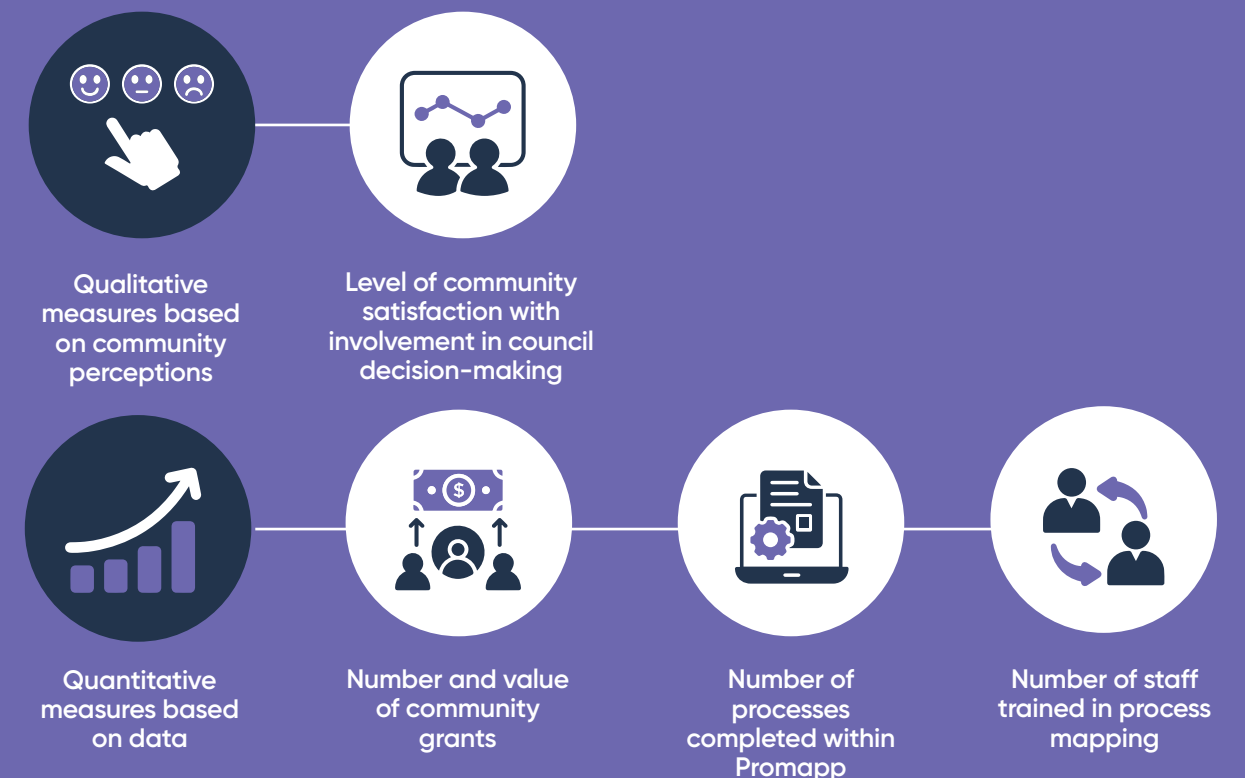 Qualitative
measures based
on community
perceptions
Level of community
satisfaction with
involvement in council
decision-making
$
Quantitative
measures based
on data
Number and value
of community
grants
Number of
processes
completed within
Promapp
Number of staff
trained in process
mapping